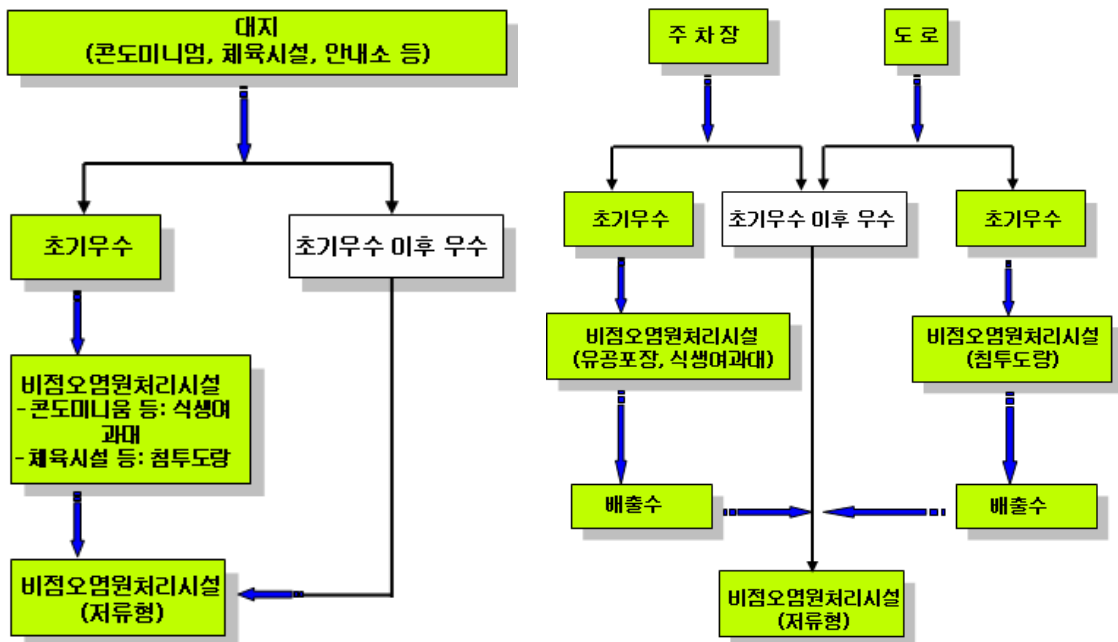 대지
(콘도미니엄, 체육시설, 안내소 등)
초기우수
초기우수 이후 우수
비점오염원처리시설
- 콘도미니움 등: 식생여
과대
- 체육시설 등: 침투도랑
비점오염원처리시설
(저류형)
주 차 장
도 로
초기우수
초기우수 이후 우수
초기우수
비점오염원처리시설
(유공포장, 식생여과대)
비점오염원처리시설
(침투도랑)
배출수
배출수
비점오염원처리시설
(저류형)